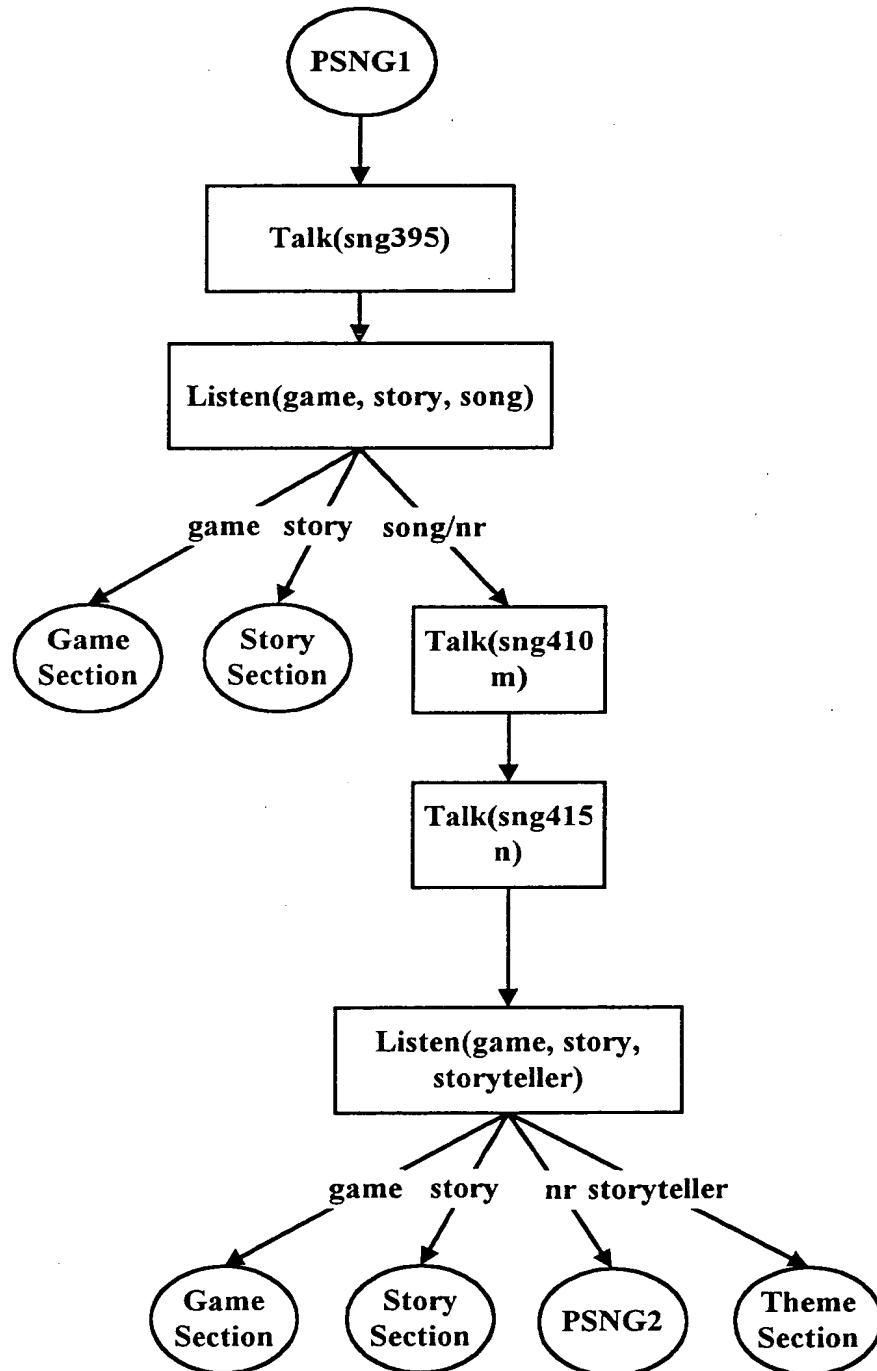 PSNG1
Talk(sng395)
Listen(game, story, song)
game story song/nr
Game
Section
Story
Section
Talk(sng410
m)
Talk(sng415
n)
Listen(game, story,
storyteller)
game story nr storyteller
Game
Section
Story
Section
PSNG2
Theme
Section